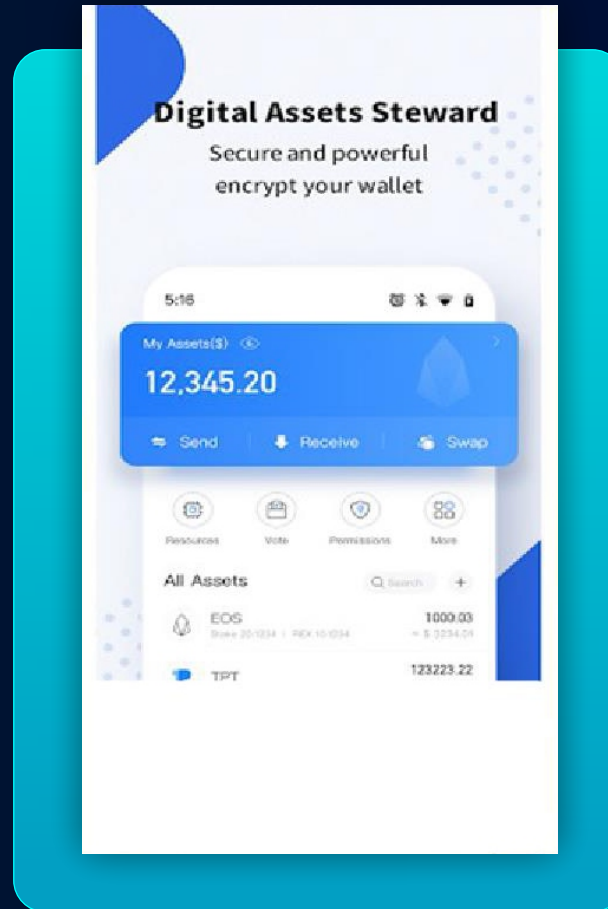 Digital Assets Steward
Secure and powerful
encrypt your wallet
5:16
My Assets($)
12,345.20
Send Receive Swap
Resources Vote Permissions More
All Assets Search +
EOS 1000.03
TPT 123223.22